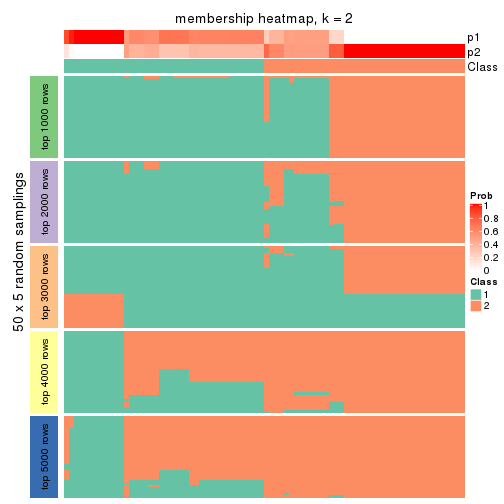 membership heatmap, k = 2
p1
p2
Class
50 x 5 random samplings
top 1000 rows
top 2000 rows
top 3000 rows
top 4000 rows
top 5000 rows
Prob
1
0.8
0.6
0.4
0.2
0
Class
1
2